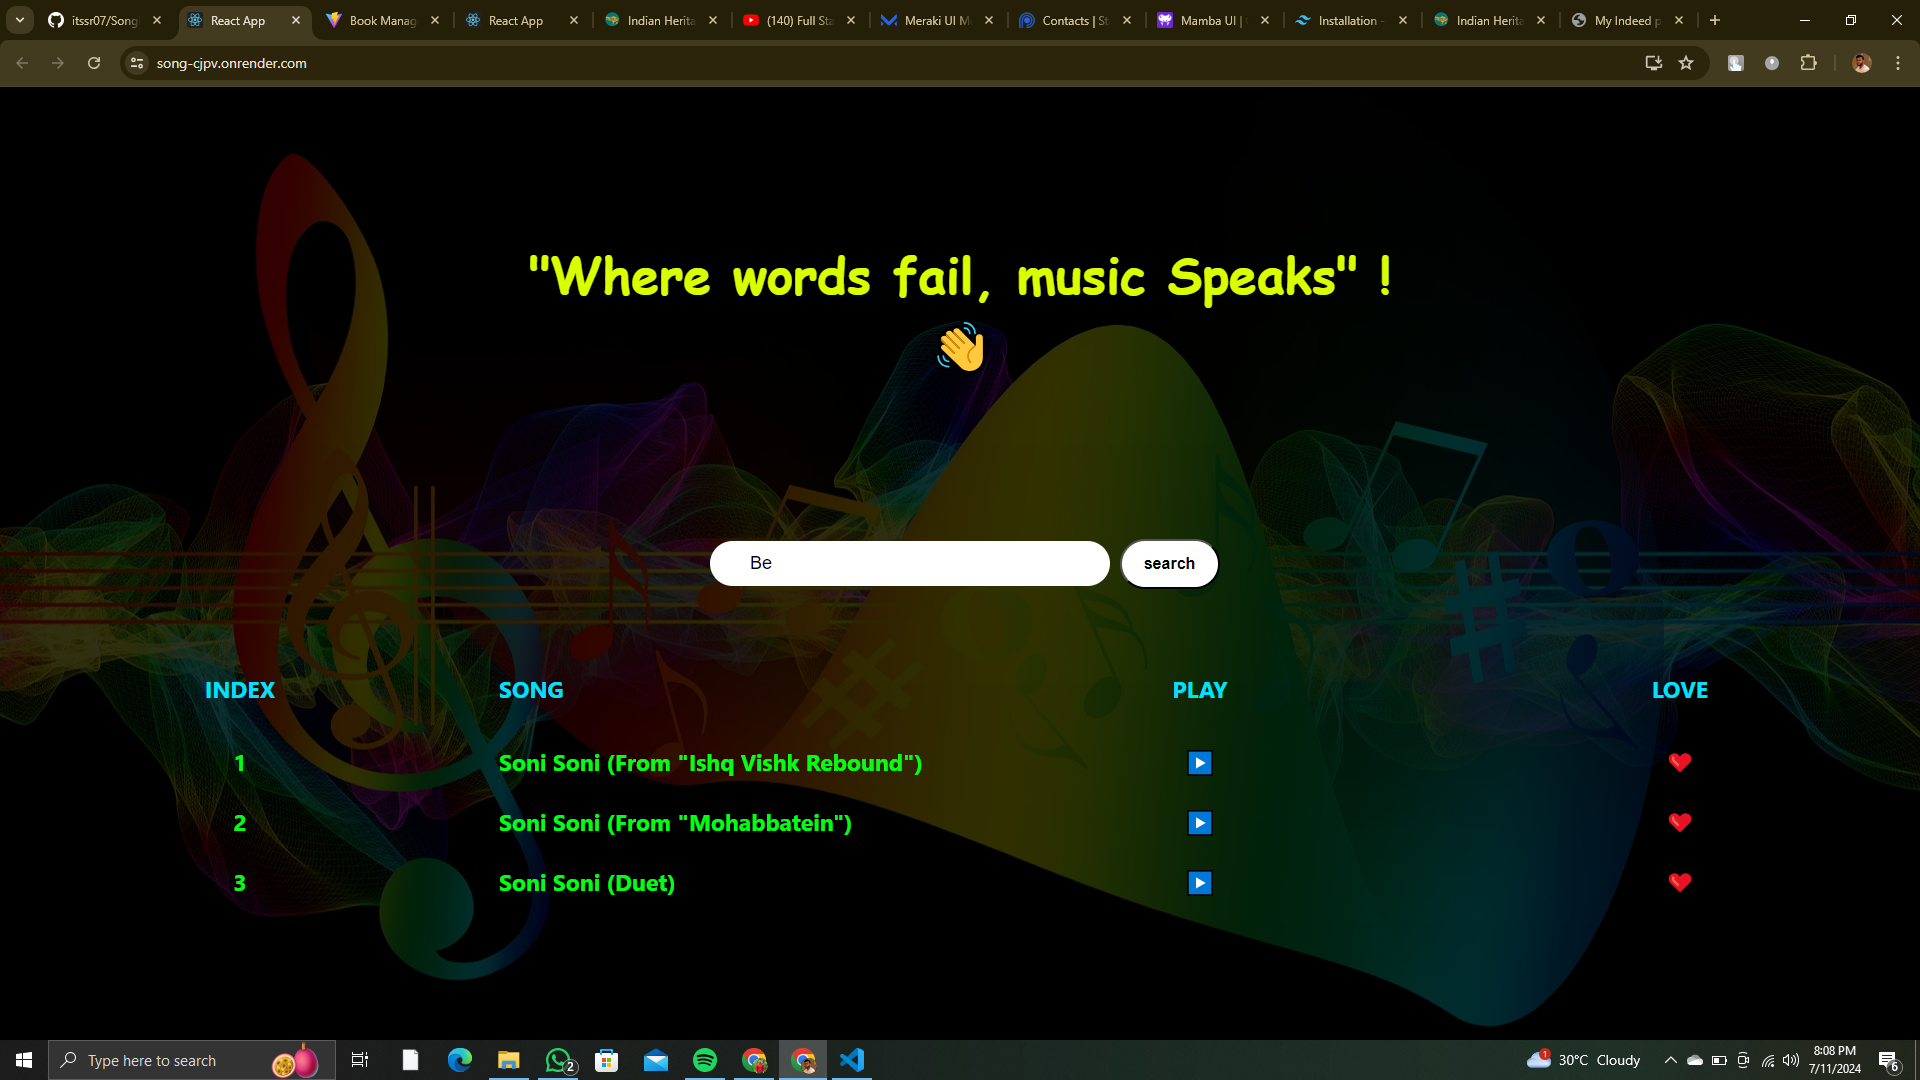 itssr07/Song
React App
Book Manag
React App
Indian Herita
(140) Full Sta
Meraki UI M
Contacts | St
Mamba UI |
Installation -
Indian Herita
My Indeed p
song-cjpv.onrender.com
"Where words fail, music Speaks" !
Be
search
INDEX SONG PLAY LOVE
1 Soni Soni (From "Ishq Vishk Rebound")
2 Soni Soni (From "Mohabbatein")
3 Soni Soni (Duet)
Type here to search
2
1
30°C Cloudy
8:08 PM
7/11/2024
6